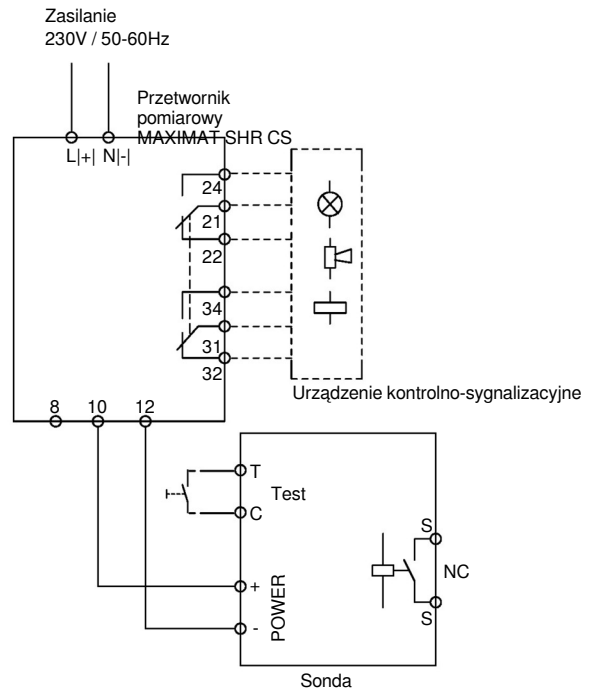 Zasilanie
230V / 50-60Hz
Przetwornik
pomiarowy
MAXIMAT SHR CS
L|+| N|-|
24
21
22
34
31
32
Urządzenie kontrolno-sygnalizacyjne
8 10 12
T
Test
C
S
NC
+
POWER
S
-
Sonda